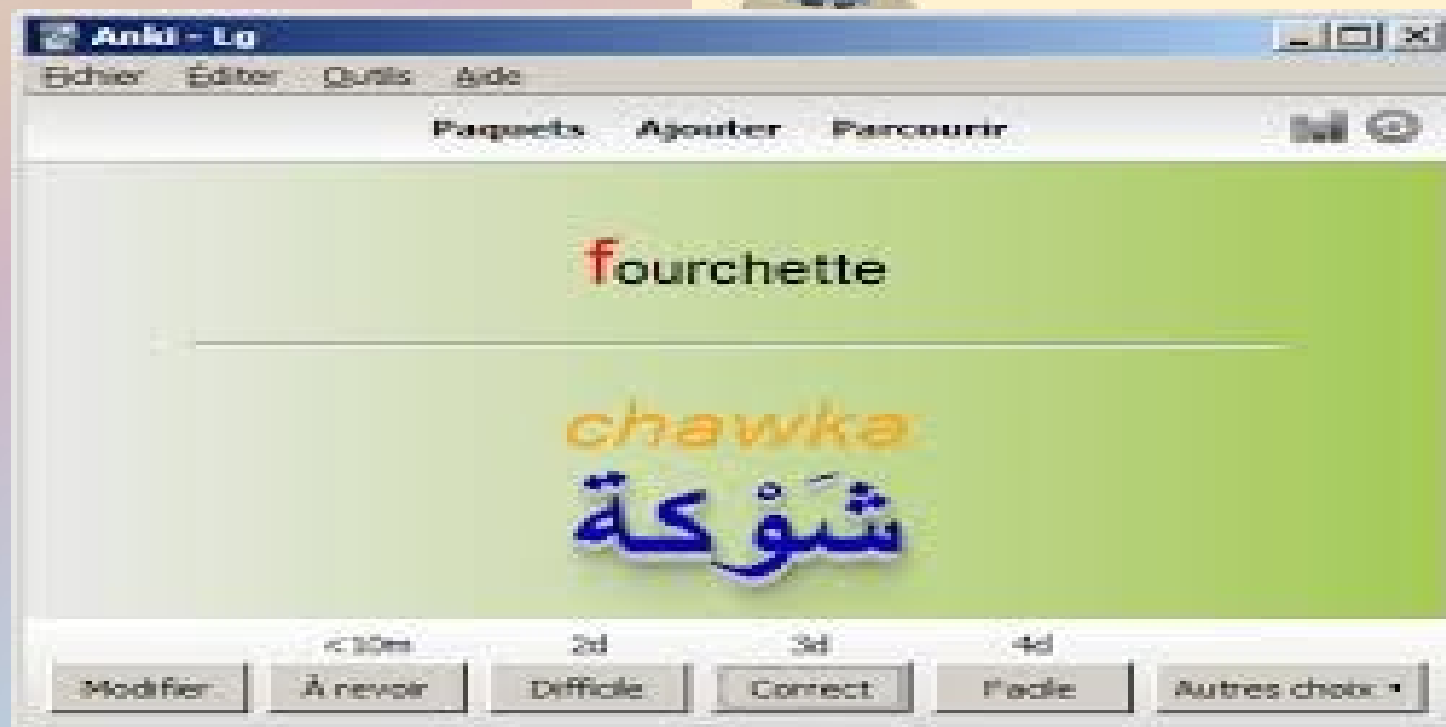 Anki - Lg
Fichier Éditer Outils Aide
Paquets Ajouter Parcourir
fourchette
chawka
شَوْكة
<10m 2d 3d 4d
Modifier À revoir Difficile Correct Facile Autres choix